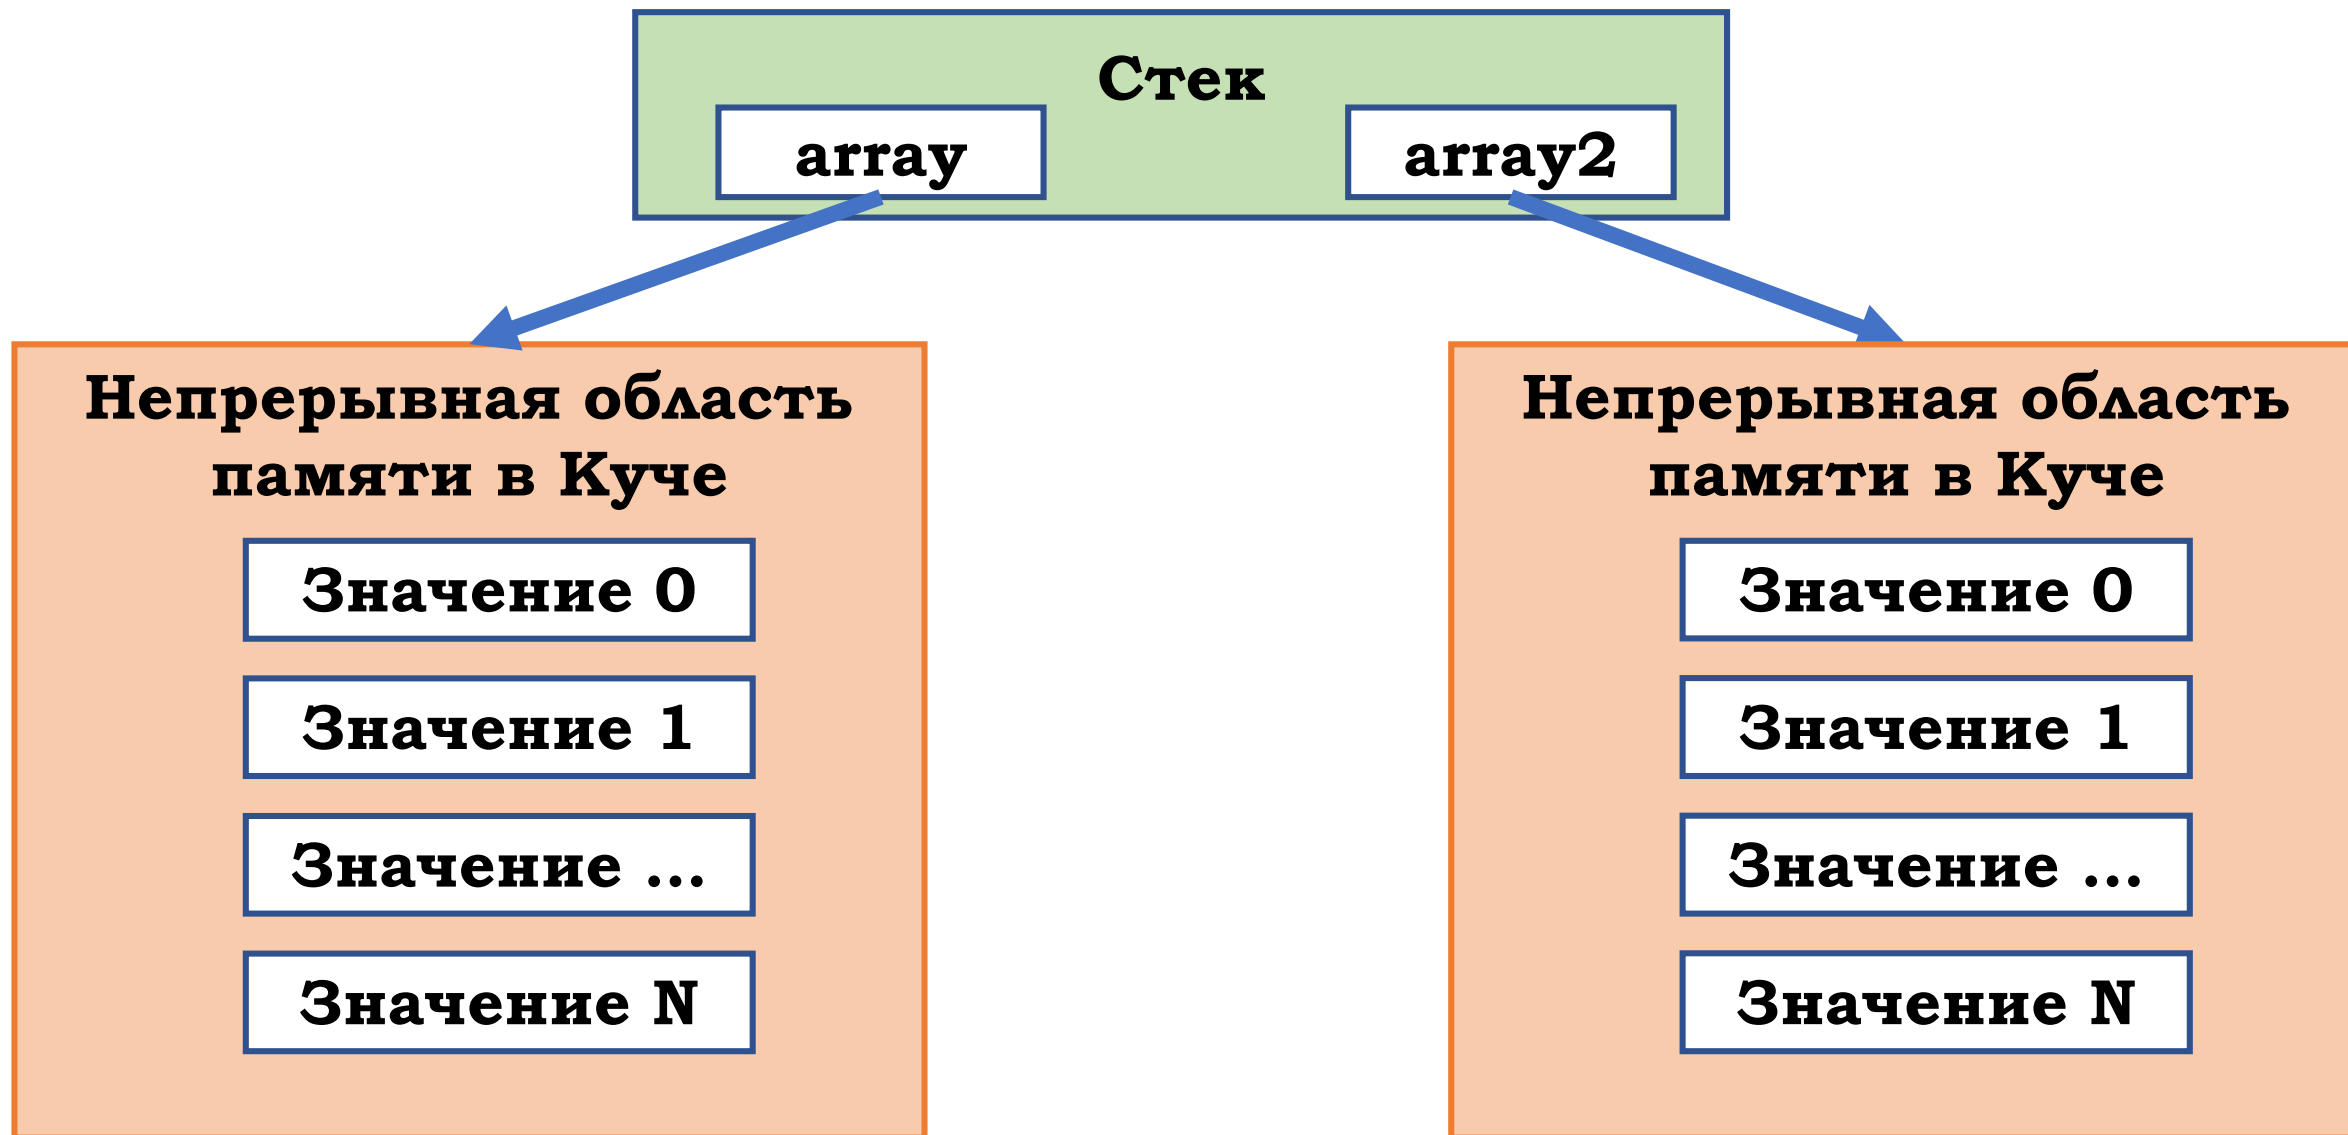 Стек
array
array2
Непрерывная область
памяти в Куче
Значение 0
Значение 1
Значение ...
Значение N
Непрерывная область
памяти в Куче
Значение 0
Значение 1
Значение ...
Значение N